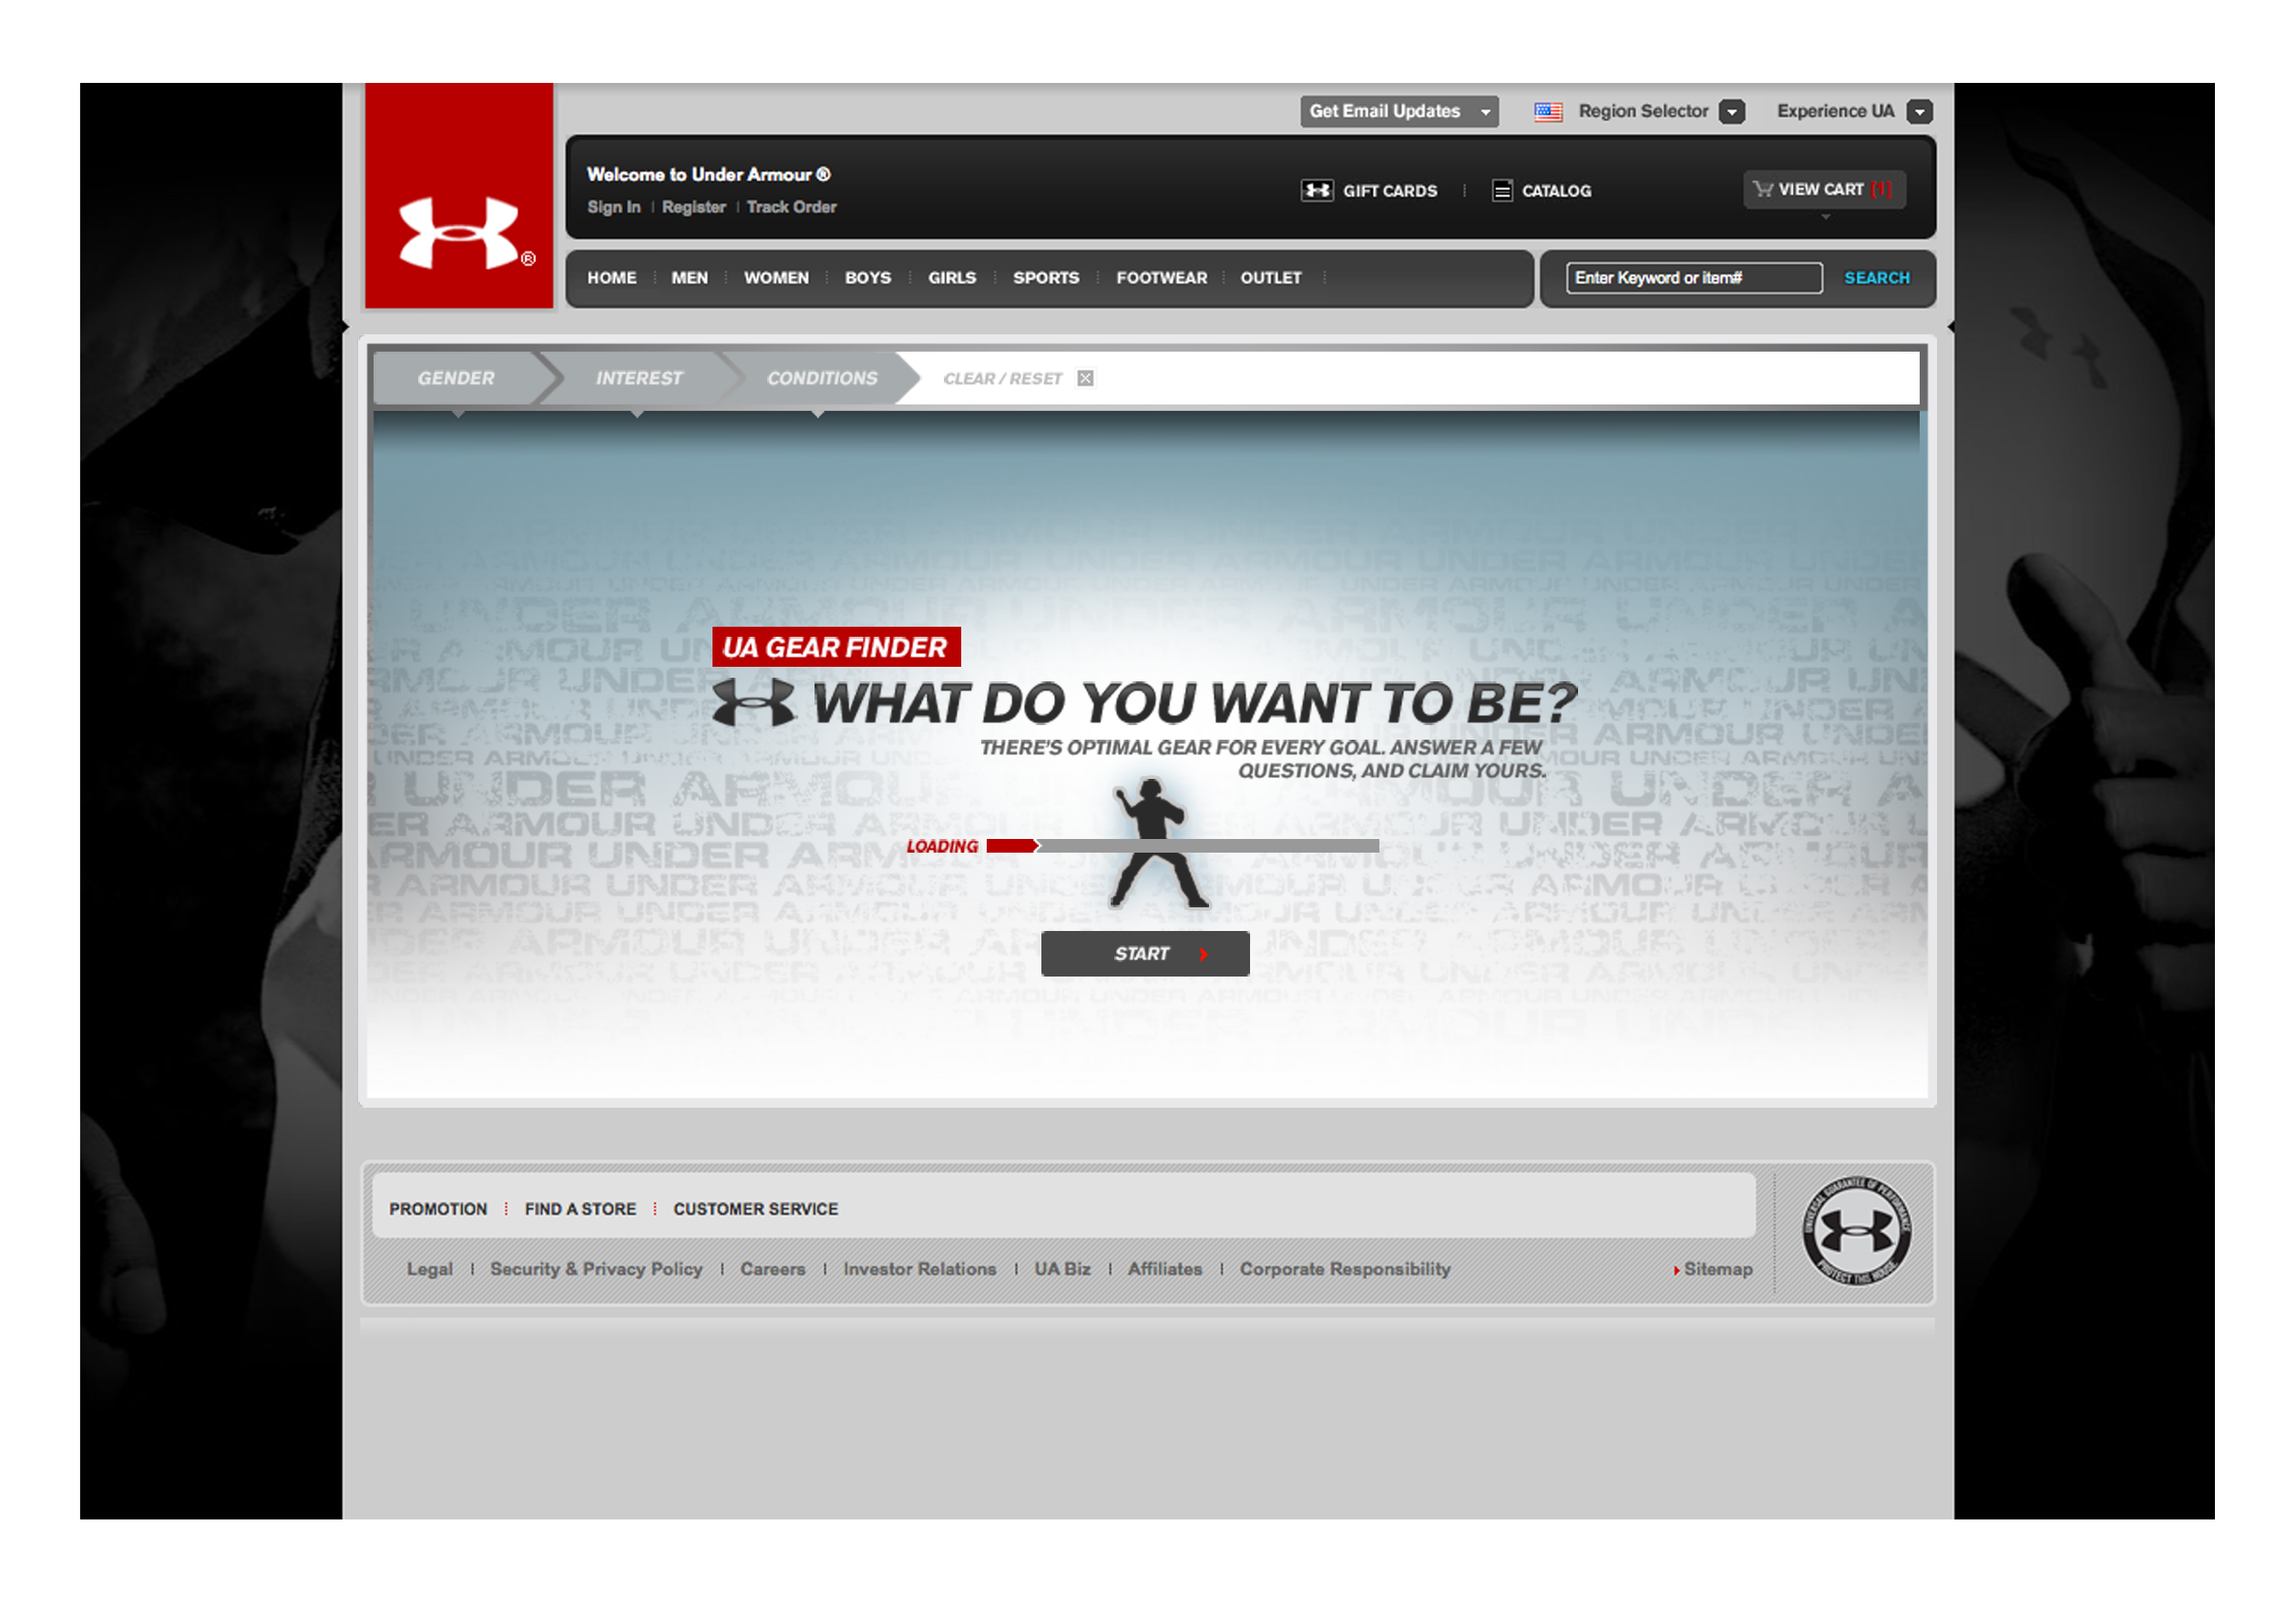 Get Email Updates
Region Selector
Experience UA
Welcome to Under Armour ®
Sign In | Register | Track Order
GIFT CARDS
CATALOG
VIEW CART [1]
®
HOME
MEN
WOMEN
BOYS
GIRLS
SPORTS
FOOTWEAR
OUTLET
Enter Keyword or item#
SEARCH
GENDER
INTEREST
CONDITIONS
CLEAR / RESET
UA GEAR FINDER
WHAT DO YOU WANT TO BE?
THERE'S OPTIMAL GEAR FOR EVERY GOAL. ANSWER A FEW
QUESTIONS, AND CLAIM YOURS.
LOADING
START
PROMOTION
FIND A STORE
CUSTOMER SERVICE
UNIVERSAL GUARANTEE OF PERFORMANCE
PROTECT THIS HOUSE
Legal | Security & Privacy Policy | Careers | Investor Relations | UA Biz | Affiliates | Corporate Responsibility
Sitemap